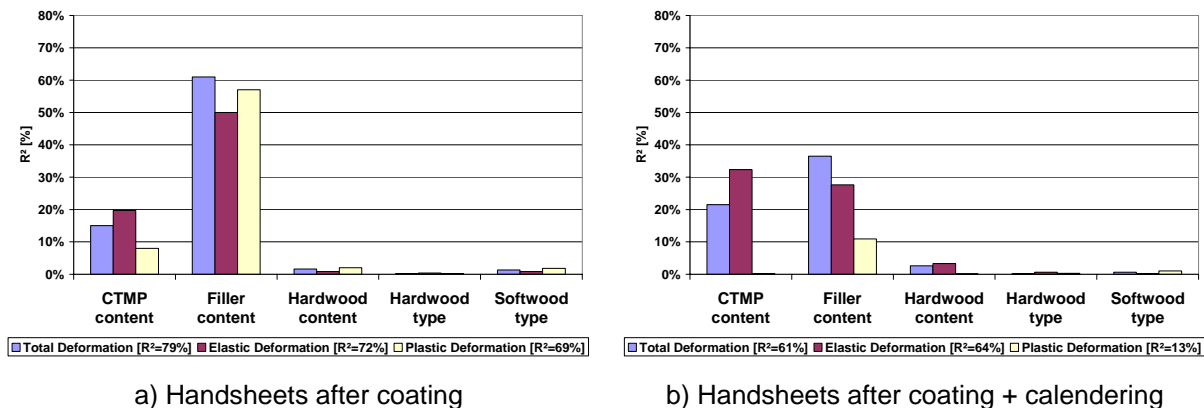 80%
70%
60%
50%
40%
30%
20%
10%
0%
R² [%]
CTMP content
Filler content
Hardwood content
Hardwood type
Softwood type
Total Deformation [R²=79%] Elastic Deformation [R²=72%] Plastic Deformation [R²=69%]
a) Handsheets after coating
80%
70%
60%
50%
40%
30%
20%
10%
0%
R² [%]
CTMP content
Filler content
Hardwood content
Hardwood type
Softwood type
Total Deformation [R²=61%] Elastic Deformation [R²=64%] Plastic Deformation [R²=13%]
b) Handsheets after coating + calendering